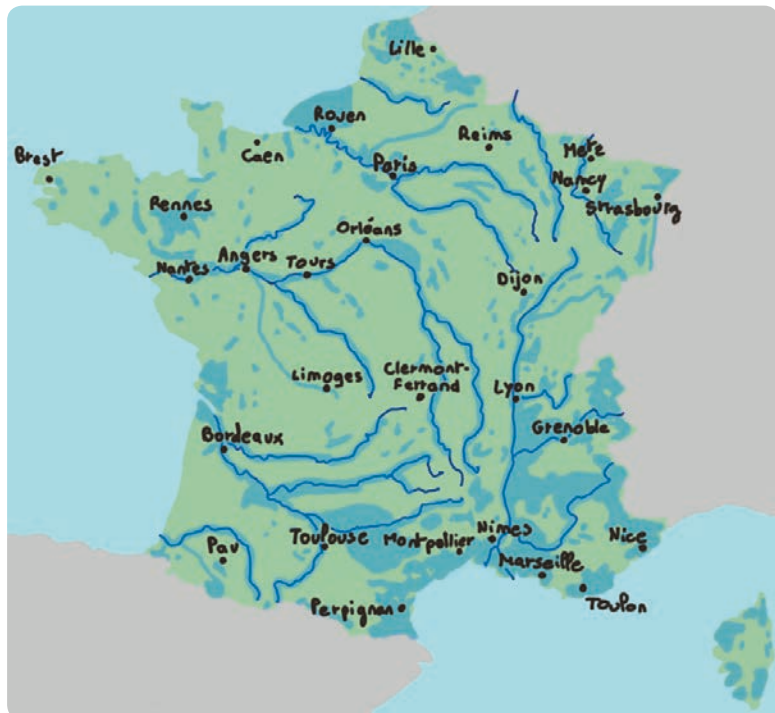 Lille
Rouen
Reims
Caen
Metz
Brest
Paris
Nancy
Strasbourg
Rennes
Orléans
Angers
Tours
Nantes
Dijon
Limoges
Clermont-
Ferrand
Lyon
Grenoble
Bordeaux
Nîmes
Nice
Toulouse
Montpellier
Pau
Marseille
Toulon
Perpignan